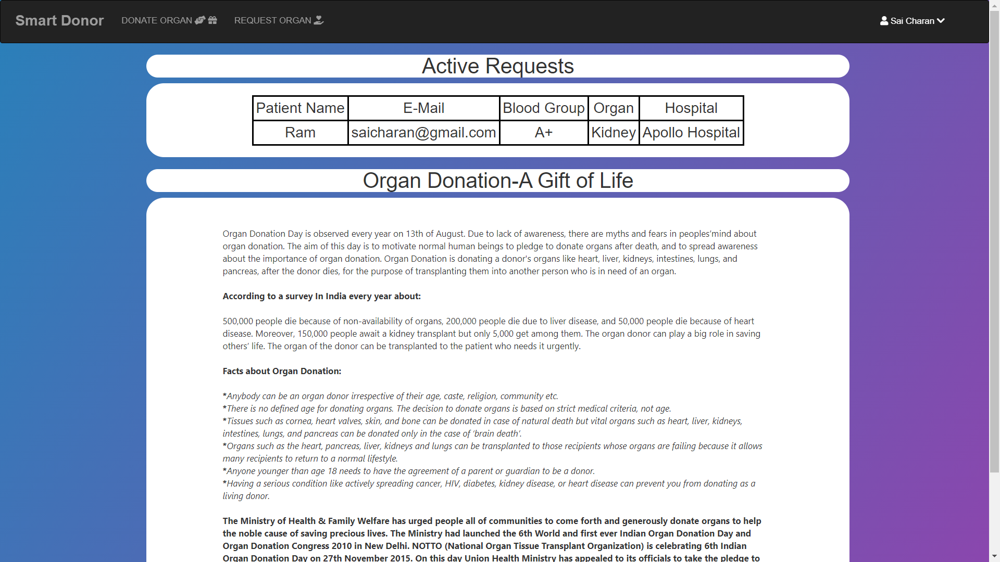 Smart Donor DONATE ORGAN REQUEST ORGAN Sai Charan
Active Requests
Patient Name E-Mail Blood Group Organ Hospital
Ram saicharan@gmail.com A+ Kidney Apollo Hospital
Organ Donation-A Gift of Life
Organ Donation Day is observed every year on 13th of August. Due to lack of awareness, there are myths and fears in peoples’mind about
organ donation. The aim of this day is to motivate normal human beings to pledge to donate organs after death, and to spread awareness
about the importance of organ donation. Organ Donation is donating a donor's organs like heart, liver, kidneys, intestines, lungs, and
pancreas, after the donor dies, for the purpose of transplanting them into another person who is in need of an organ.
According to a survey In India every year about:
500,000 people die because of non-availability of organs, 200,000 people die due to liver disease, and 50,000 people die because of heart
disease. Moreover, 150,000 people await a kidney transplant but only 5,000 get among them. The organ donor can play a big role in saving
others’ life. The organ of the donor can be transplanted to the patient who needs it urgently.
Facts about Organ Donation:
*Anybody can be an organ donor irrespective of their age, caste, religion, community etc.
*There is no defined age for donating organs. The decision to donate organs is based on strict medical criteria, not age.
*Tissues such as cornea, heart valves, skin, and bone can be donated in case of natural death but vital organs such as heart, liver, kidneys,
intestines, lungs, and pancreas can be donated only in the case of ‘brain death’.
*Organs such as the heart, pancreas, liver, kidneys and lungs can be transplanted to those recipients whose organs are failing because it allows
many recipients to return to a normal lifestyle.
*Anyone younger than age 18 needs to have the agreement of a parent or guardian to be a donor.
*Having a serious condition like actively spreading cancer, HIV, diabetes, kidney disease, or heart disease can prevent you from donating as a
living donor.
The Ministry of Health & Family Welfare has urged people all of communities to come forth and generously donate organs to help
the noble cause of saving precious lives. The Ministry had launched the 6th World and first ever Indian Organ Donation Day and
Organ Donation Congress 2010 in New Delhi. NOTTO (National Organ Tissue Transplant Organization) is celebrating 6th Indian
Organ Donation Day on 27th November 2015. On this day Union Health Ministry has appealed to its officials to take the pledge to